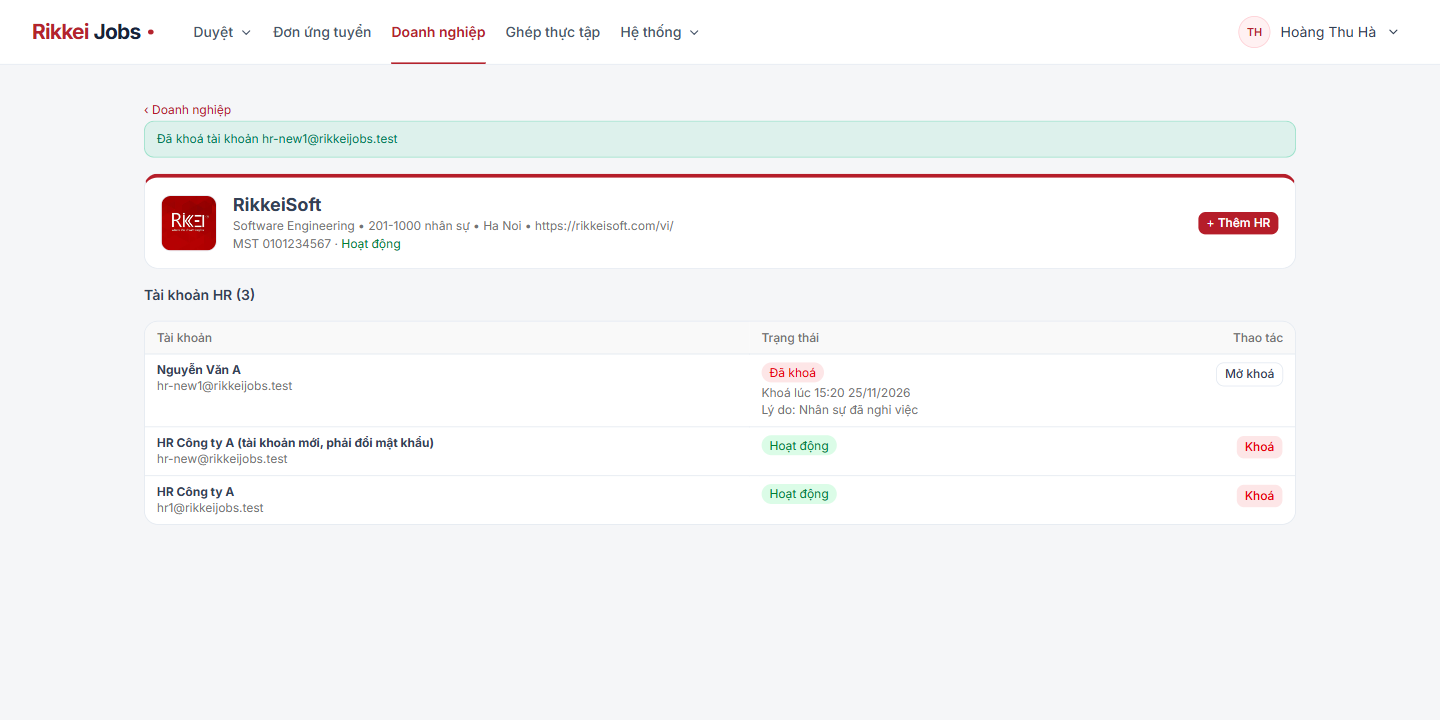 Rikkei Jobs
Duyệt
Đơn ứng tuyển
Doanh nghiệp
Ghép thực tập
Hệ thống
TH
Hoàng Thu Hà
‹ Doanh nghiệp
Đã khoá tài khoản hr-new1@rikkeijobs.test
RIKKEI
RikkeiSoft
Software Engineering • 201-1000 nhân sự • Ha Noi • https://rikkeisoft.com/vi/
MST 0101234567 · Hoạt động
+ Thêm HR
Tài khoản HR (3)
Tài khoản
Trạng thái
Thao tác
Nguyễn Văn A
hr-new1@rikkeijobs.test
Đã khoá
Khoá lúc 15:20 25/11/2026
Lý do: Nhân sự đã nghỉ việc
Mở khoá
HR Công ty A (tài khoản mới, phải đổi mật khẩu)
hr-new@rikkeijobs.test
Hoạt động
Khoá
HR Công ty A
hr1@rikkeijobs.test
Hoạt động
Khoá